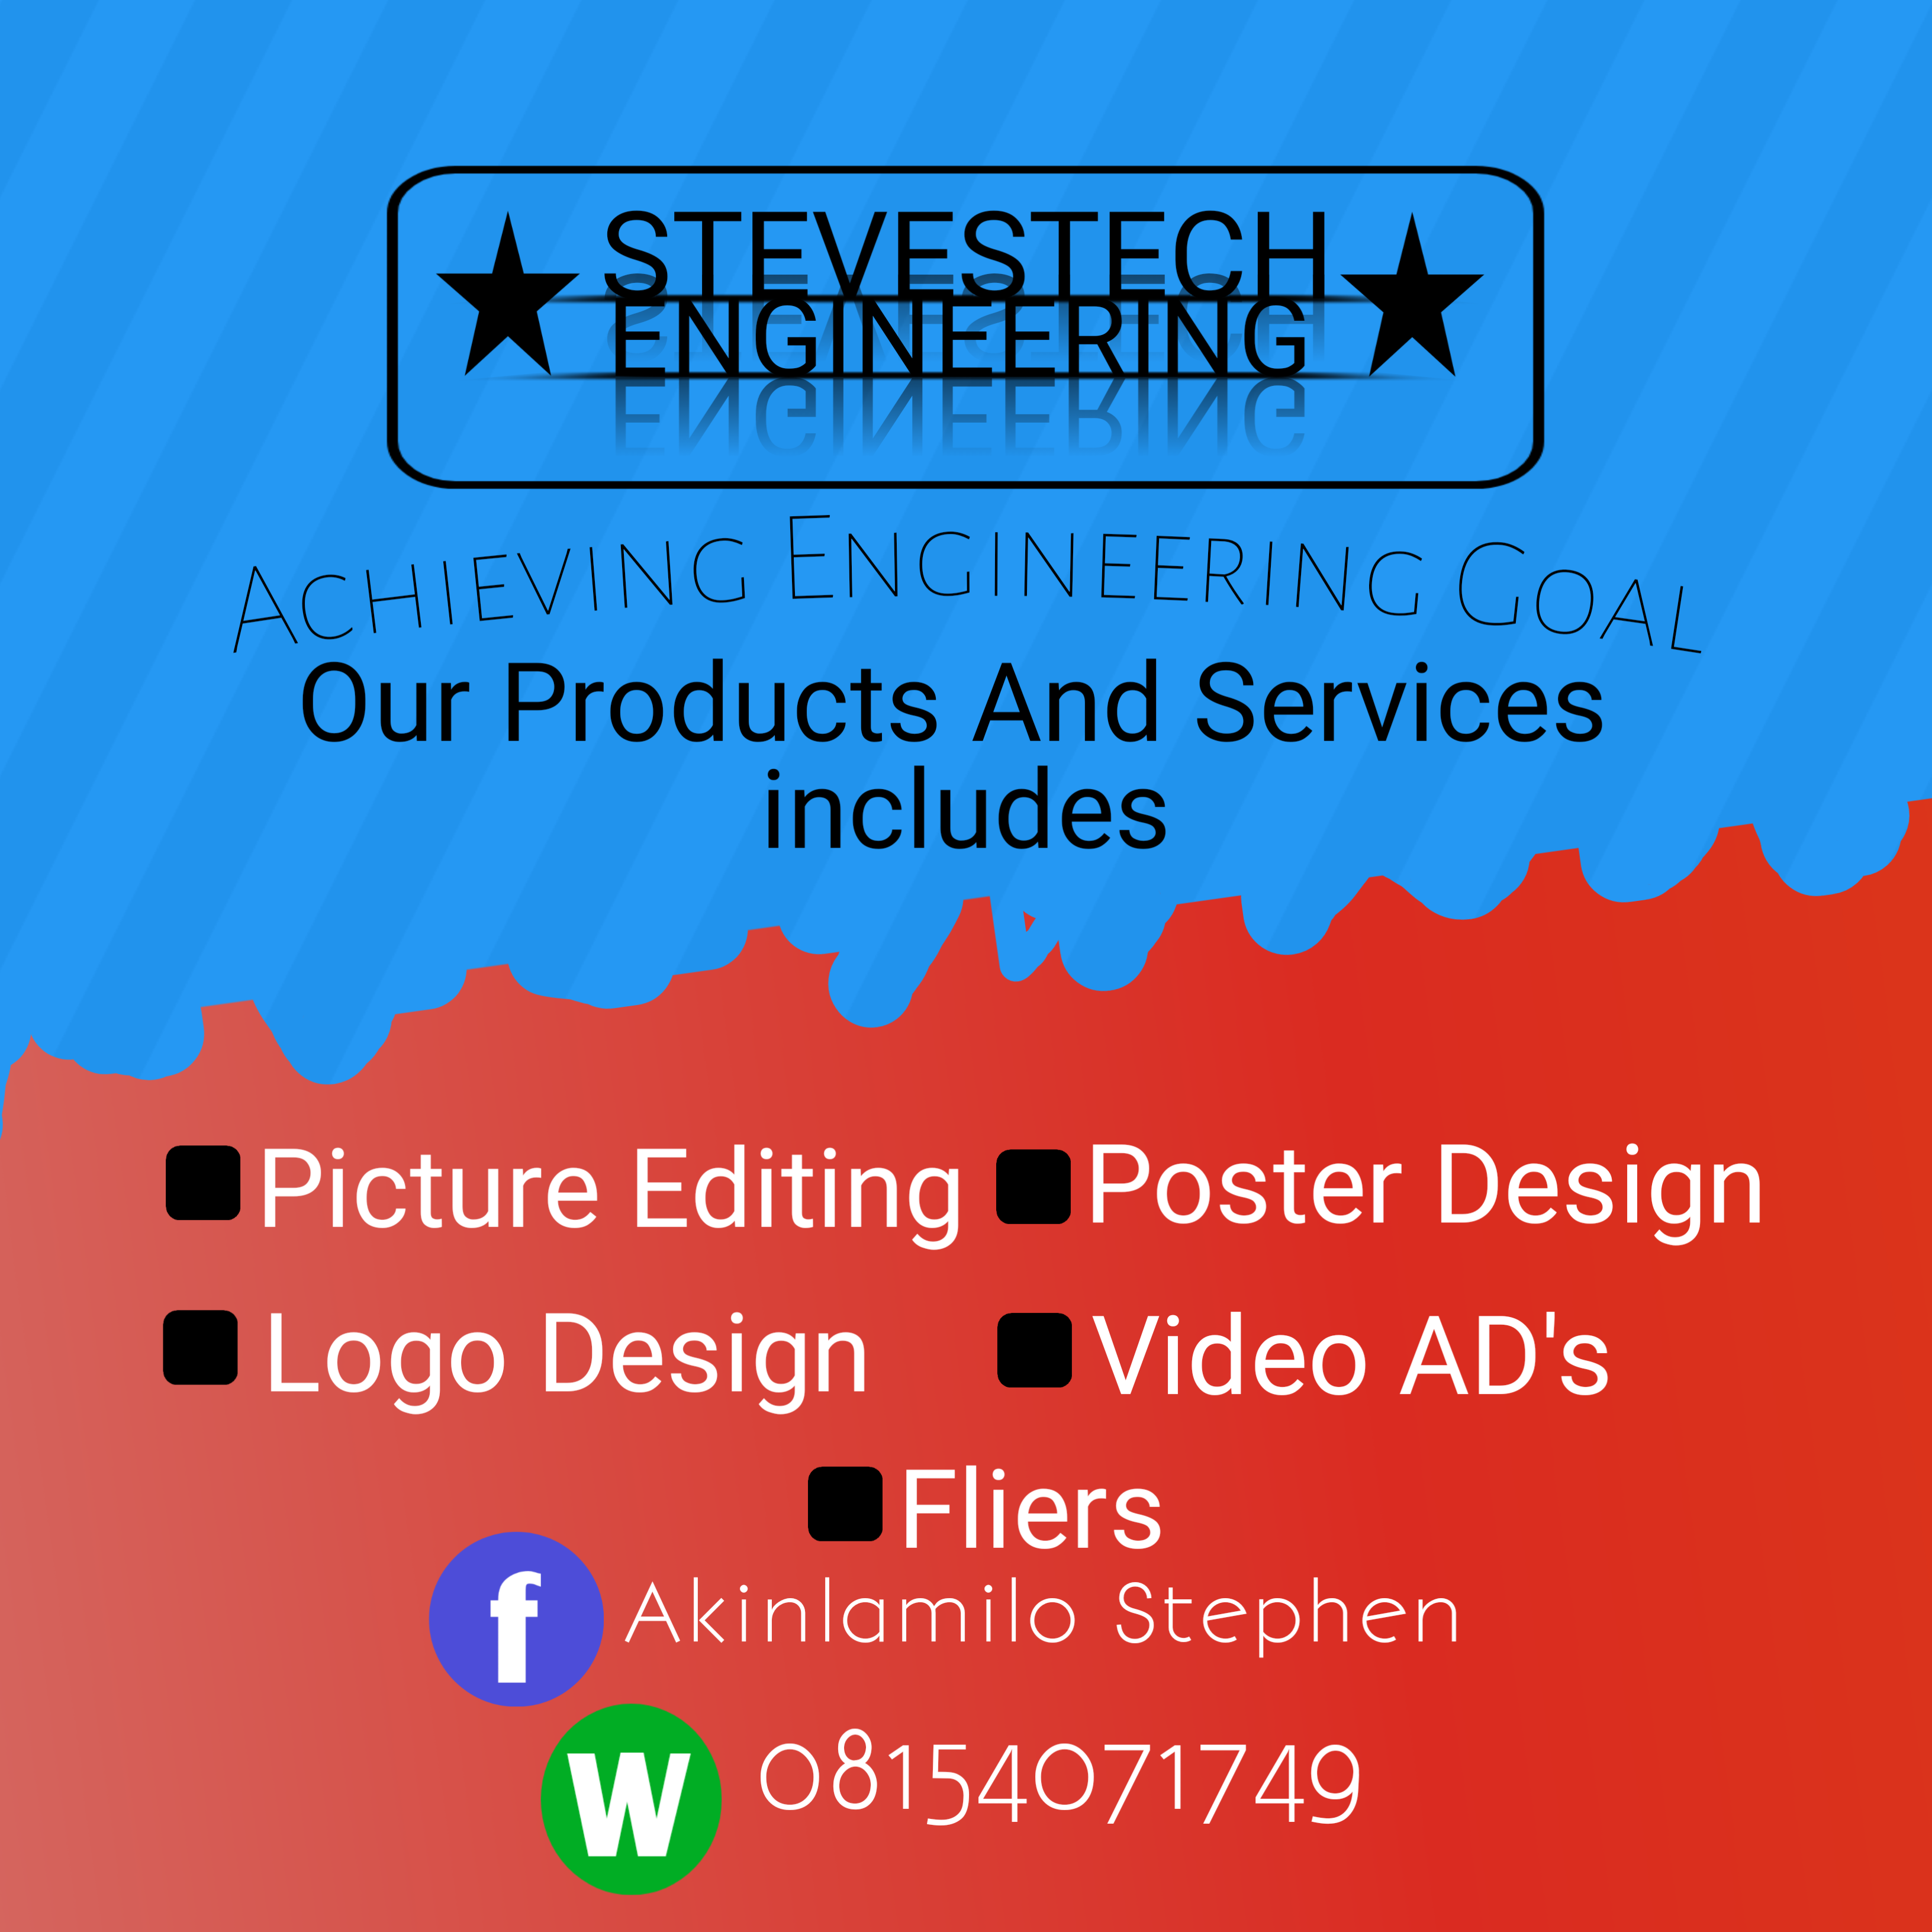 STEVESTECH
ENGINEERING
Achieving Engineering Goal
Our Products And Services
includes
Picture Editing
Poster Design
Logo Design
Video AD's
Fliers
f Akinlamilo Stephen
W 08154071749